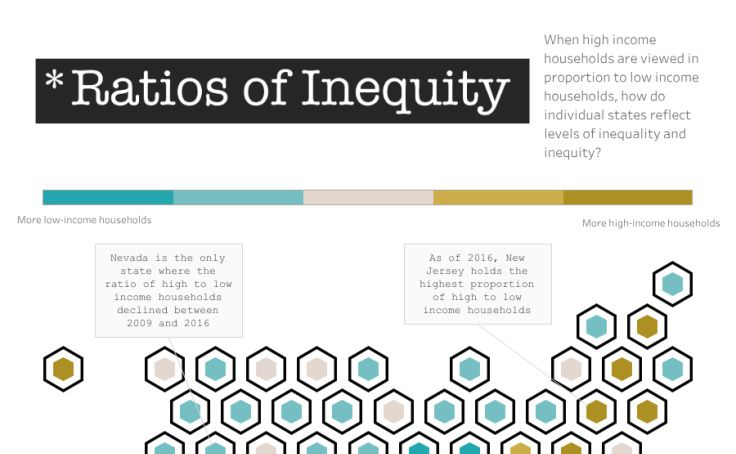 *Ratios of Inequity
When high income
households are viewed in
proportion to low income
households, how do
individual states reflect
levels of inequality and
inequity?
More low-income households
More high-income households
Nevada is the only
state where the
ratio of high to low
income households
declined between
2009 and 2016
As of 2016, New
Jersey holds the
highest proportion
of high to low
income households